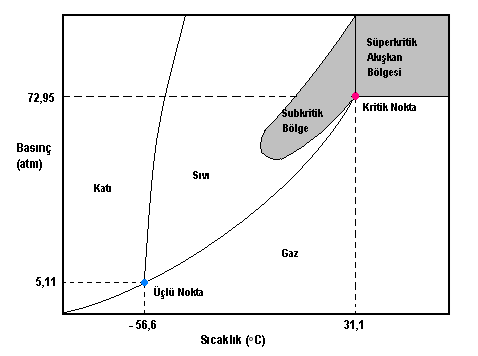 Süperkritik
Akışkan
Bölgesi
72,95
Kritik Nokta
Subkritik
Bölge
Basınç
(atm)
Katı
Sıvı
Gaz
5,11
Üçlü Nokta
-56,6
31,1
Sıcaklık (°C)